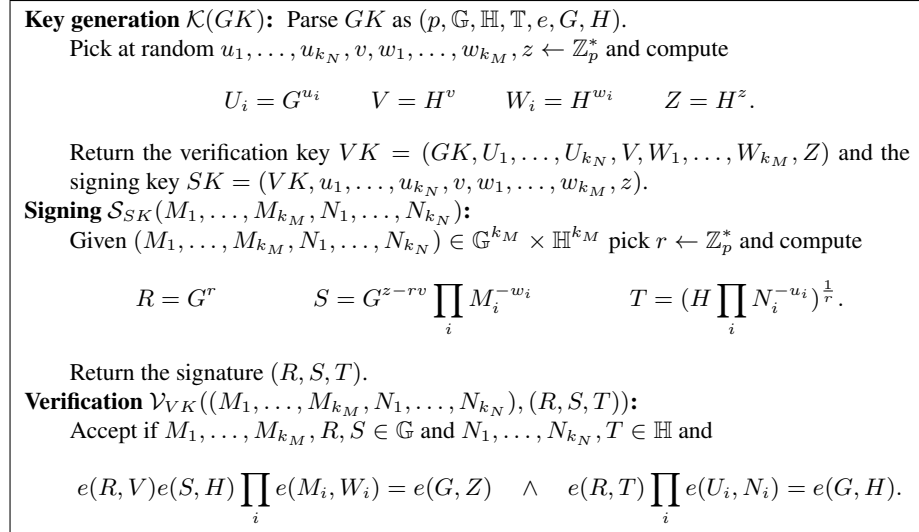 Key generation 𝒦(GK): Parse GK as (p, 𝔾, ℍ, 𝕋, e, G, H).
Pick at random u_1, …, u_{k_N}, v, w_1, …, w_{k_M}, z ← ℤ_p^* and compute
U_i = G^{u_i}   V = H^v   W_i = H^{w_i}   Z = H^z.
Return the verification key VK = (GK, U_1, …, U_{k_N}, V, W_1, …, W_{k_M}, Z) and the
signing key SK = (VK, u_1, …, u_{k_N}, v, w_1, …, w_{k_M}, z).
Signing 𝒮_{SK}(M_1, …, M_{k_M}, N_1, …, N_{k_N}):
Given (M_1, …, M_{k_M}, N_1, …, N_{k_N}) ∈ 𝔾^{k_M} × ℍ^{k_M} pick r ← ℤ_p^* and compute
R = G^r   S = G^{z−rv} ∏_i M_i^{−w_i}   T = (H ∏_i N_i^{−u_i})^{1/r}.
Return the signature (R, S, T).
Verification 𝒱_{VK}((M_1, …, M_{k_M}, N_1, …, N_{k_N}), (R, S, T)):
Accept if M_1, …, M_{k_M}, R, S ∈ 𝔾 and N_1, …, N_{k_N}, T ∈ ℍ and
e(R, V)e(S, H) ∏_i e(M_i, W_i) = e(G, Z)   ∧   e(R, T) ∏_i e(U_i, N_i) = e(G, H).